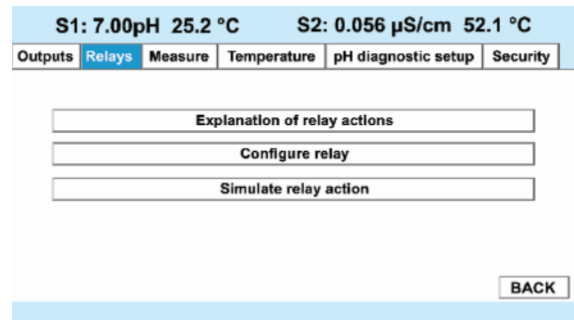 S1: 7.00pH 25.2 °C S2: 0.056 µS/cm 52.1 °C
Outputs Relays Measure Temperature pH diagnostic setup Security
Explanation of relay actions
Configure relay
Simulate relay action
BACK